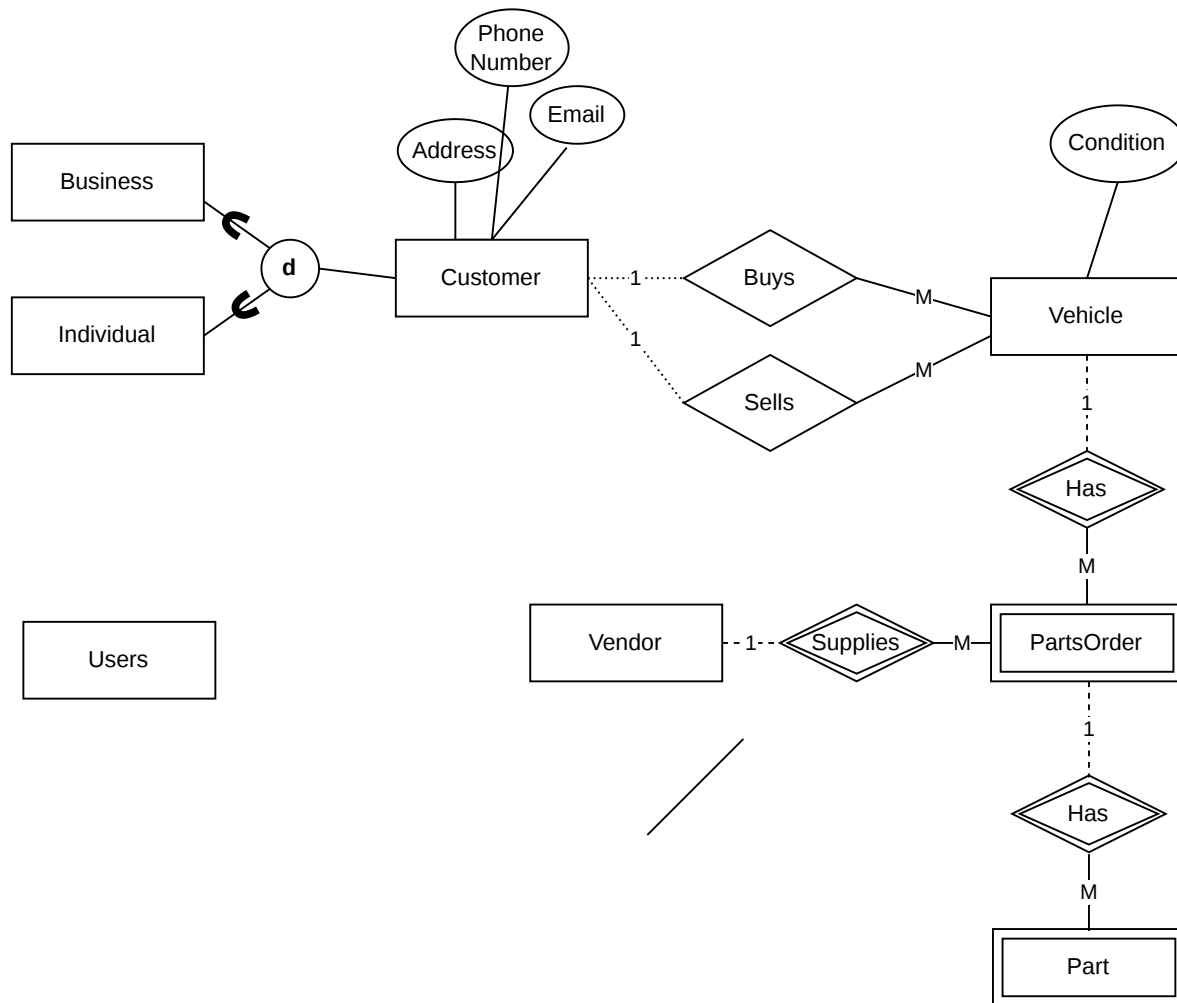 Phone
Number
Email
Address
Condition
Business
d
Customer
1
Buys
M
Vehicle
Individual
1
M
Sells
1
Has
M
Users
Vendor
1
Supplies
M
PartsOrder
1
Has
M
Part